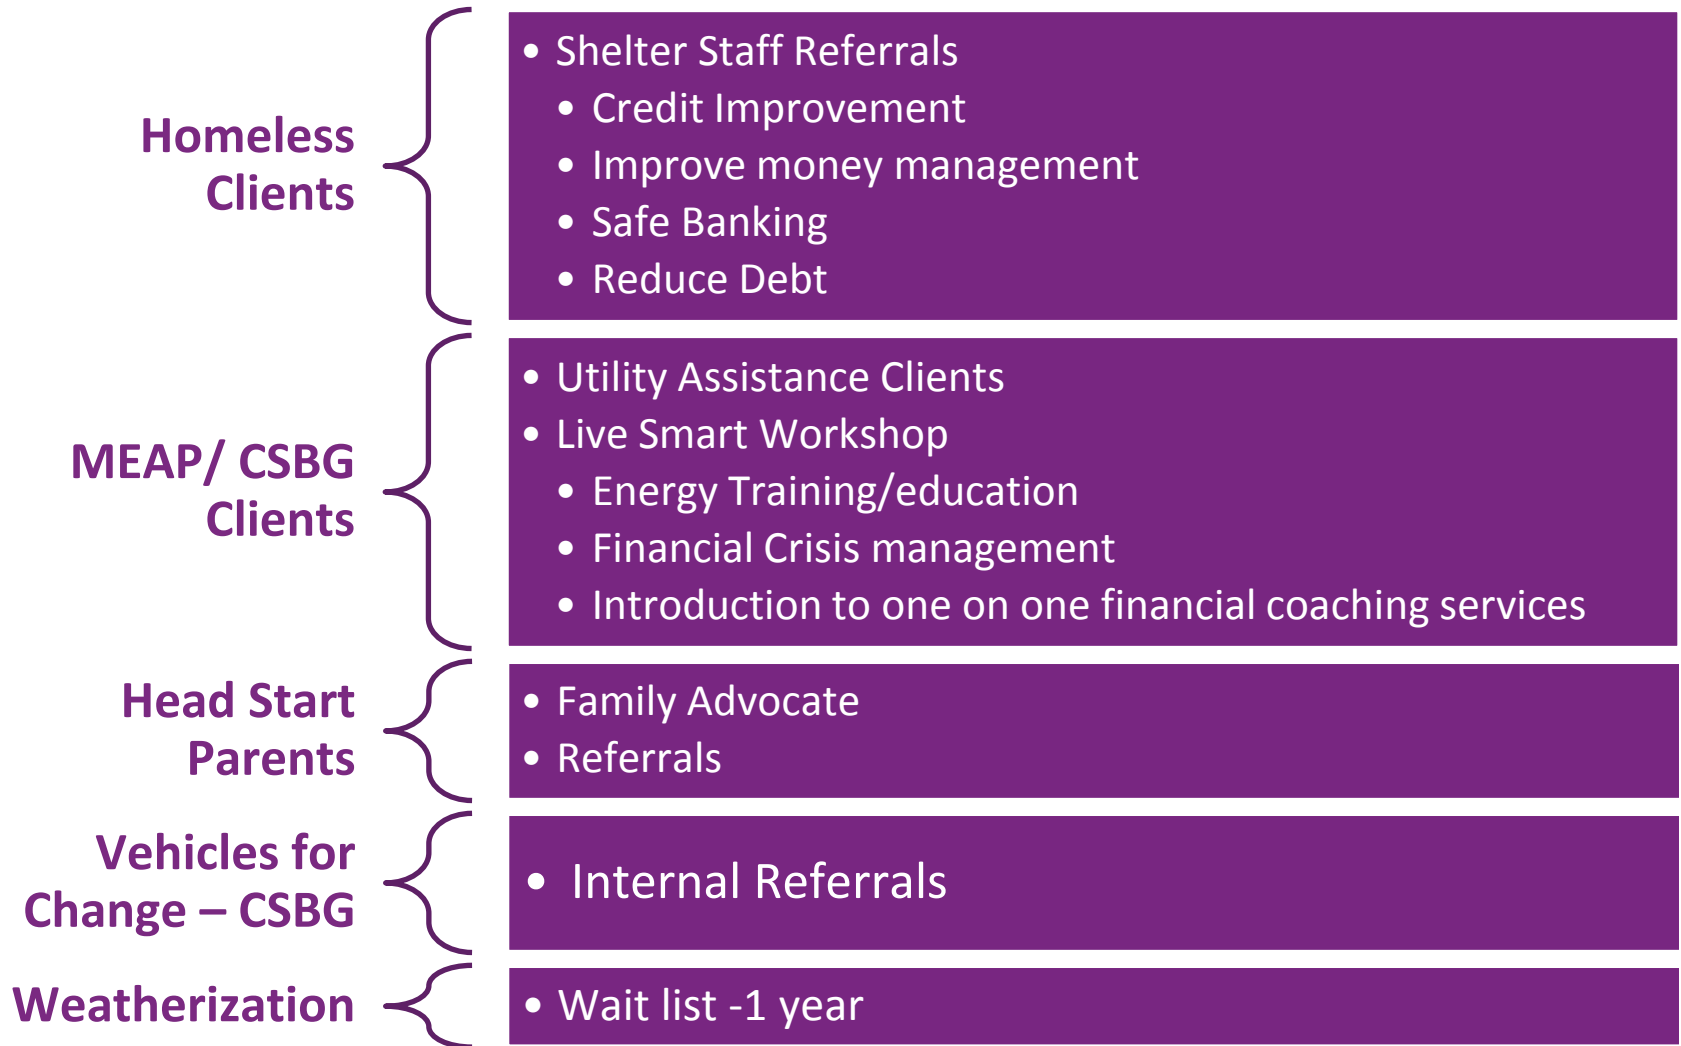 Homeless
Clients
• Shelter Staff Referrals
• Credit Improvement
• Improve money management
• Safe Banking
• Reduce Debt
MEAP/ CSBG
Clients
• Utility Assistance Clients
• Live Smart Workshop
• Energy Training/education
• Financial Crisis management
• Introduction to one on one financial coaching services
Head Start
Parents
• Family Advocate
• Referrals
Vehicles for
Change – CSBG
• Internal Referrals
Weatherization
• Wait list -1 year